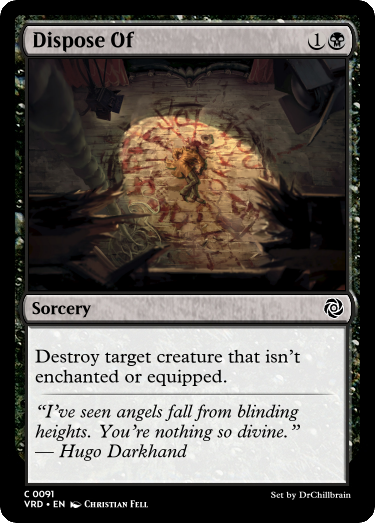 Dispose Of 1
Sorcery
Destroy target creature that isn't
enchanted or equipped.
“I've seen angels fall from blinding
heights. You're nothing so divine.”
— Hugo Darkhand
C 0091
VRD • EN Christian Fell
Set by DrChillbrain